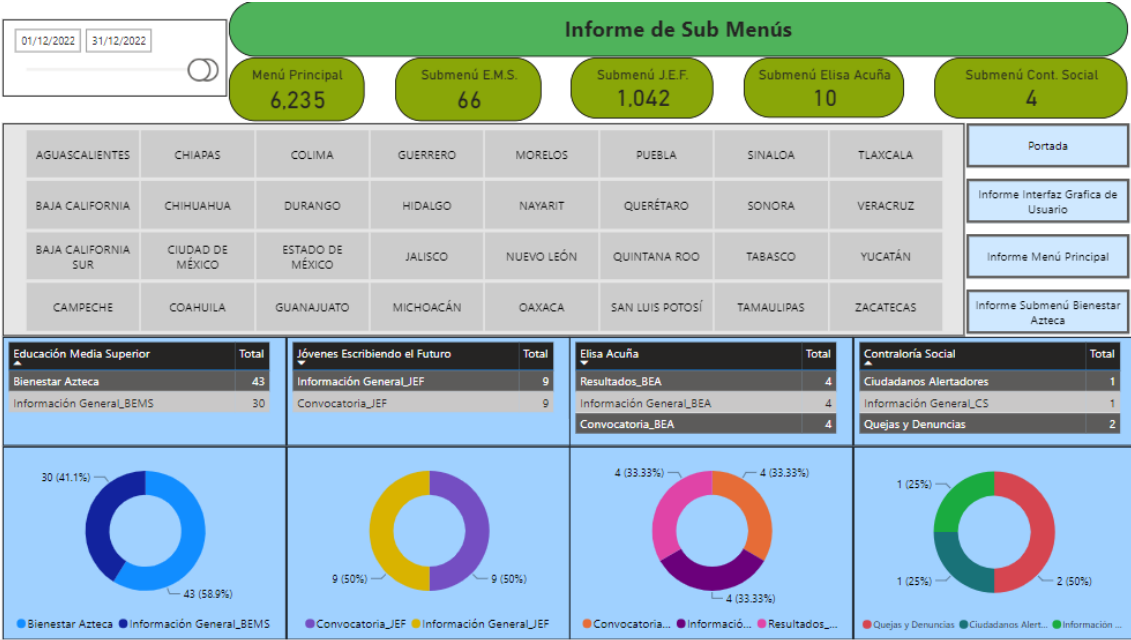 01/12/2022 31/12/2022
Informe de Sub Menús
Menú Principal
6,235
Submenú E.M.S.
66
Submenú J.E.F.
1,042
Submenú Elisa Acuña
10
Submenú Cont. Social
4
AGUASCALIENTES CHIAPAS COLIMA GUERRERO MORELOS PUEBLA SINALOA TLAXCALA
BAJA CALIFORNIA CHIHUAHUA DURANGO HIDALGO NAYARIT QUERÉTARO SONORA VERACRUZ
BAJA CALIFORNIA
SUR
CIUDAD DE
MÉXICO
ESTADO DE
MÉXICO
JALISCO NUEVO LEÓN QUINTANA ROO TABASCO YUCATÁN
CAMPECHE COAHUILA GUANAJUATO MICHOACÁN OAXACA SAN LUIS POTOSÍ TAMAULIPAS ZACATECAS
Portada
Informe Interfaz Grafica de
Usuario
Informe Menú Principal
Informe Submenú Bienestar
Azteca
Educación Media Superior Total
Bienestar Azteca 43
Información General_BEMS 30
Jóvenes Escribiendo el Futuro Total
Información General_JEF 9
Convocatoria_JEF 9
Elisa Acuña Total
Resultados_BEA 4
Información General_BEA 4
Convocatoria_BEA 4
Contraloría Social Total
Ciudadanos Alertadores 1
Información General_CS 1
Quejas y Denuncias 2
30 (41.1%)
43 (58.9%)
Bienestar Azteca Información General_BEMS
9 (50%)
9 (50%)
Convocatoria_JEF Información General_JEF
4 (33.33%)
4 (33.33%)
4 (33.33%)
Convocatoria... Informació... Resultados_...
1 (25%)
1 (25%)
2 (50%)
Quejas y Denuncias Ciudadanos Alert... Información ...